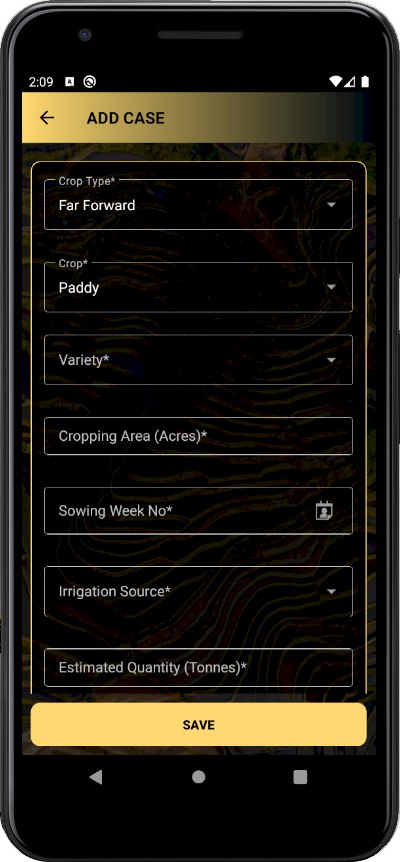 2:09
ADD CASE
Crop Type*
Far Forward
Crop*
Paddy
Variety*
Cropping Area (Acres)*
Sowing Week No*
Irrigation Source*
Estimated Quantity (Tonnes)*
SAVE